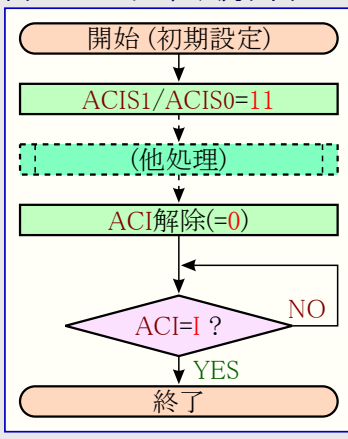 開始 (初期設定)
ACIS1/ACIS0=11
(他処理)
ACI解除(=0)
ACI=I ?
NO
YES
終了